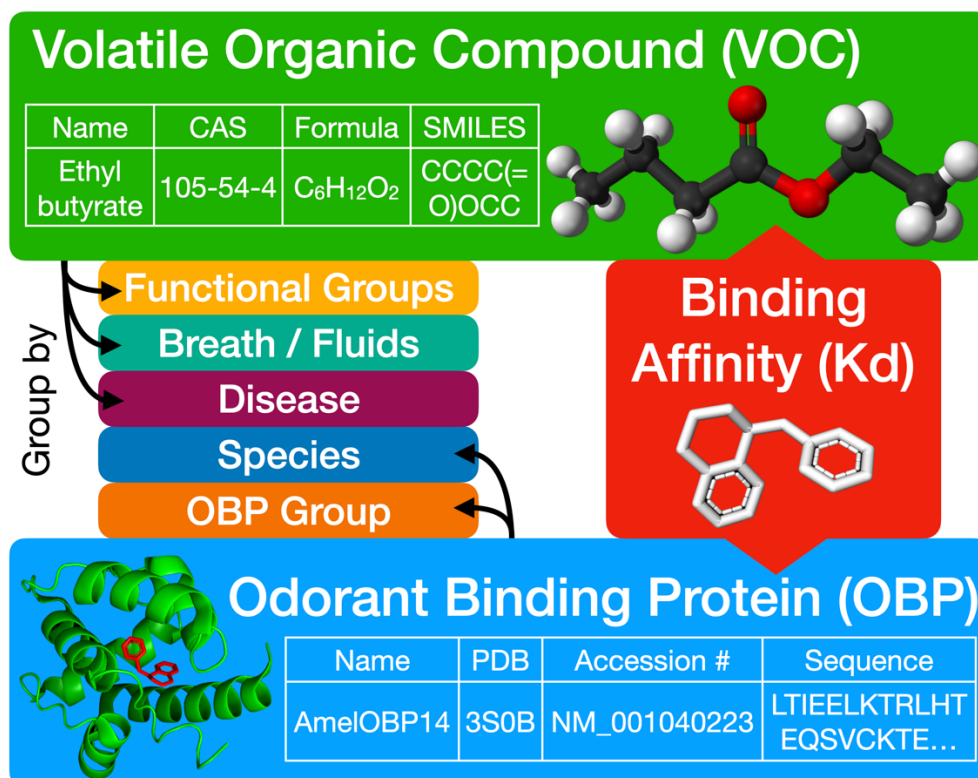 Volatile Organic Compound (VOC)
Name CAS Formula SMILES
Ethyl butyrate 105-54-4 C₆H₁₂O₂ CCCC(=O)OCC
Group by
Functional Groups
Breath / Fluids
Disease
Species
OBP Group
Binding
Affinity (Kd)
Odorant Binding Protein (OBP)
Name PDB Accession # Sequence
AmelOBP14 3S0B NM_001040223 LTIEELKTRLHTEQSVCKTE...